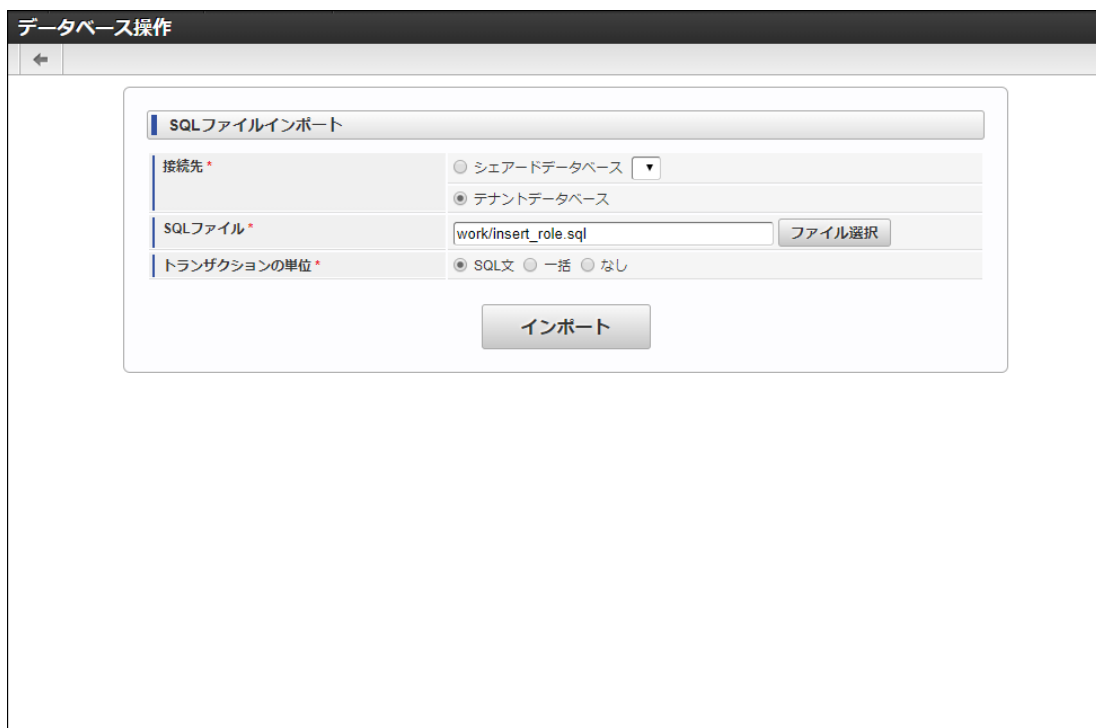 データベース操作
SQLファイルインポート
接続先 *
シェアードデータベース
テナントデータベース
SQLファイル *
work/insert_role.sql
ファイル選択
トランザクションの単位 *
SQL文 一括 なし
インポート